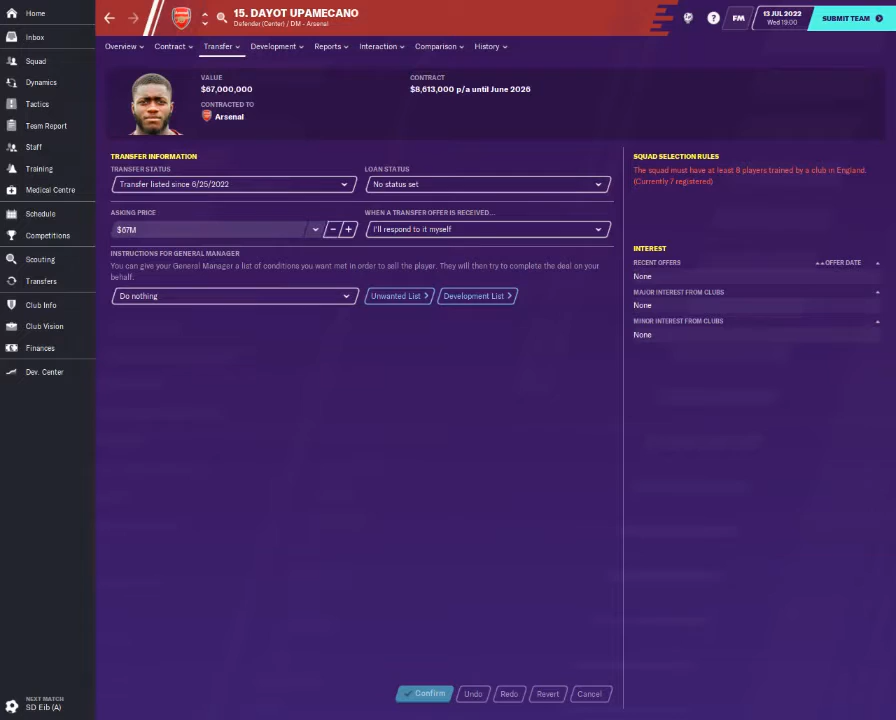 Home
Inbox
Squad
Dynamics
Tactics
Team Report
Staff
Training
Medical Centre
Schedule
Competitions
Scouting
Transfers
Club Info
Club Vision
Finances
Dev. Center
NEXT MATCH
SD Eib (A)
15. DAYOT UPAMECANO
Defender (Center) / DM - Arsenal
?
FM
13 JUL 2022
Wed 19:00
SUBMIT TEAM
Overview Contract Transfer Development Reports Interaction Comparison History
VALUE
$67,000,000
CONTRACTED TO
Arsenal
CONTRACT
$8,613,000 p/a until June 2026
TRANSFER INFORMATION
TRANSFER STATUS
Transfer listed since 6/25/2022
LOAN STATUS
No status set
ASKING PRICE
$67M
WHEN A TRANSFER OFFER IS RECEIVED...
I'll respond to it myself
INSTRUCTIONS FOR GENERAL MANAGER
You can give your General Manager a list of conditions you want met in order to sell the player. They will then try to complete the deal on your
behalf.
Do nothing
Unwanted List
Development List
SQUAD SELECTION RULES
The squad must have at least 8 players trained by a club in England.
(Currently 7 registered)
INTEREST
RECENT OFFERS OFFER DATE
None
MAJOR INTEREST FROM CLUBS
None
MINOR INTEREST FROM CLUBS
None
Confirm Undo Redo Revert Cancel